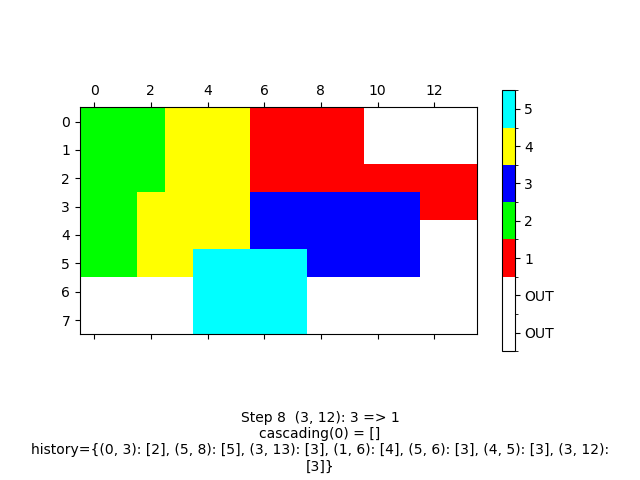 0 2 4 6 8 10 12
0
1
2
3
4
5
6
7
5
4
3
2
1
OUT
OUT
Step 8  (3, 12): 3 => 1
cascading(0) = []
history={(0, 3): [2], (5, 8): [5], (3, 13): [3], (1, 6): [4], (5, 6): [3], (4, 5): [3], (3, 12):
[3]}